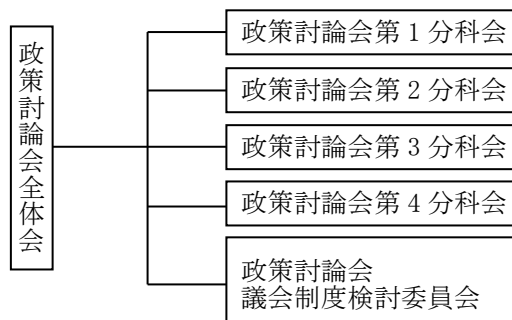 政策討論会全体会
政策討論会第1分科会
政策討論会第2分科会
政策討論会第3分科会
政策討論会第4分科会
政策討論会
議会制度検討委員会